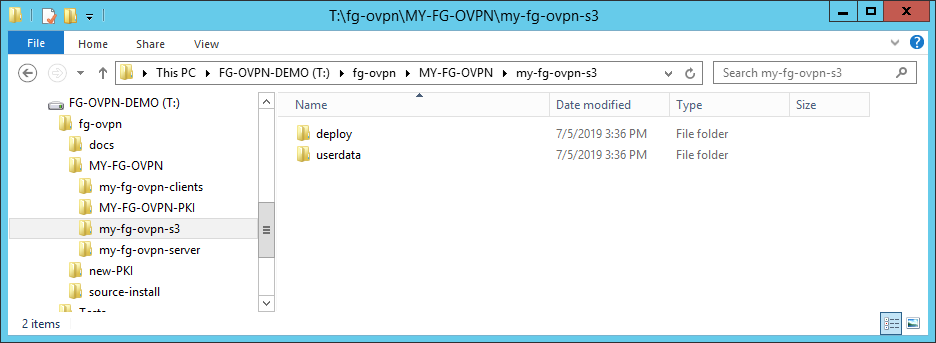 T:\fg-ovpn\MY-FG-OVPN\my-fg-ovpn-s3
File Home Share View
This PC FG-OVPN-DEMO (T:) fg-ovpn MY-FG-OVPN my-fg-ovpn-s3
Search my-fg-ovpn-s3
FG-OVPN-DEMO (T:)
fg-ovpn
docs
MY-FG-OVPN
my-fg-ovpn-clients
MY-FG-OVPN-PKI
my-fg-ovpn-s3
my-fg-ovpn-server
new-PKI
source-install
Name Date modified Type Size
deploy 7/5/2019 3:36 PM File folder
userdata 7/5/2019 3:36 PM File folder
2 items